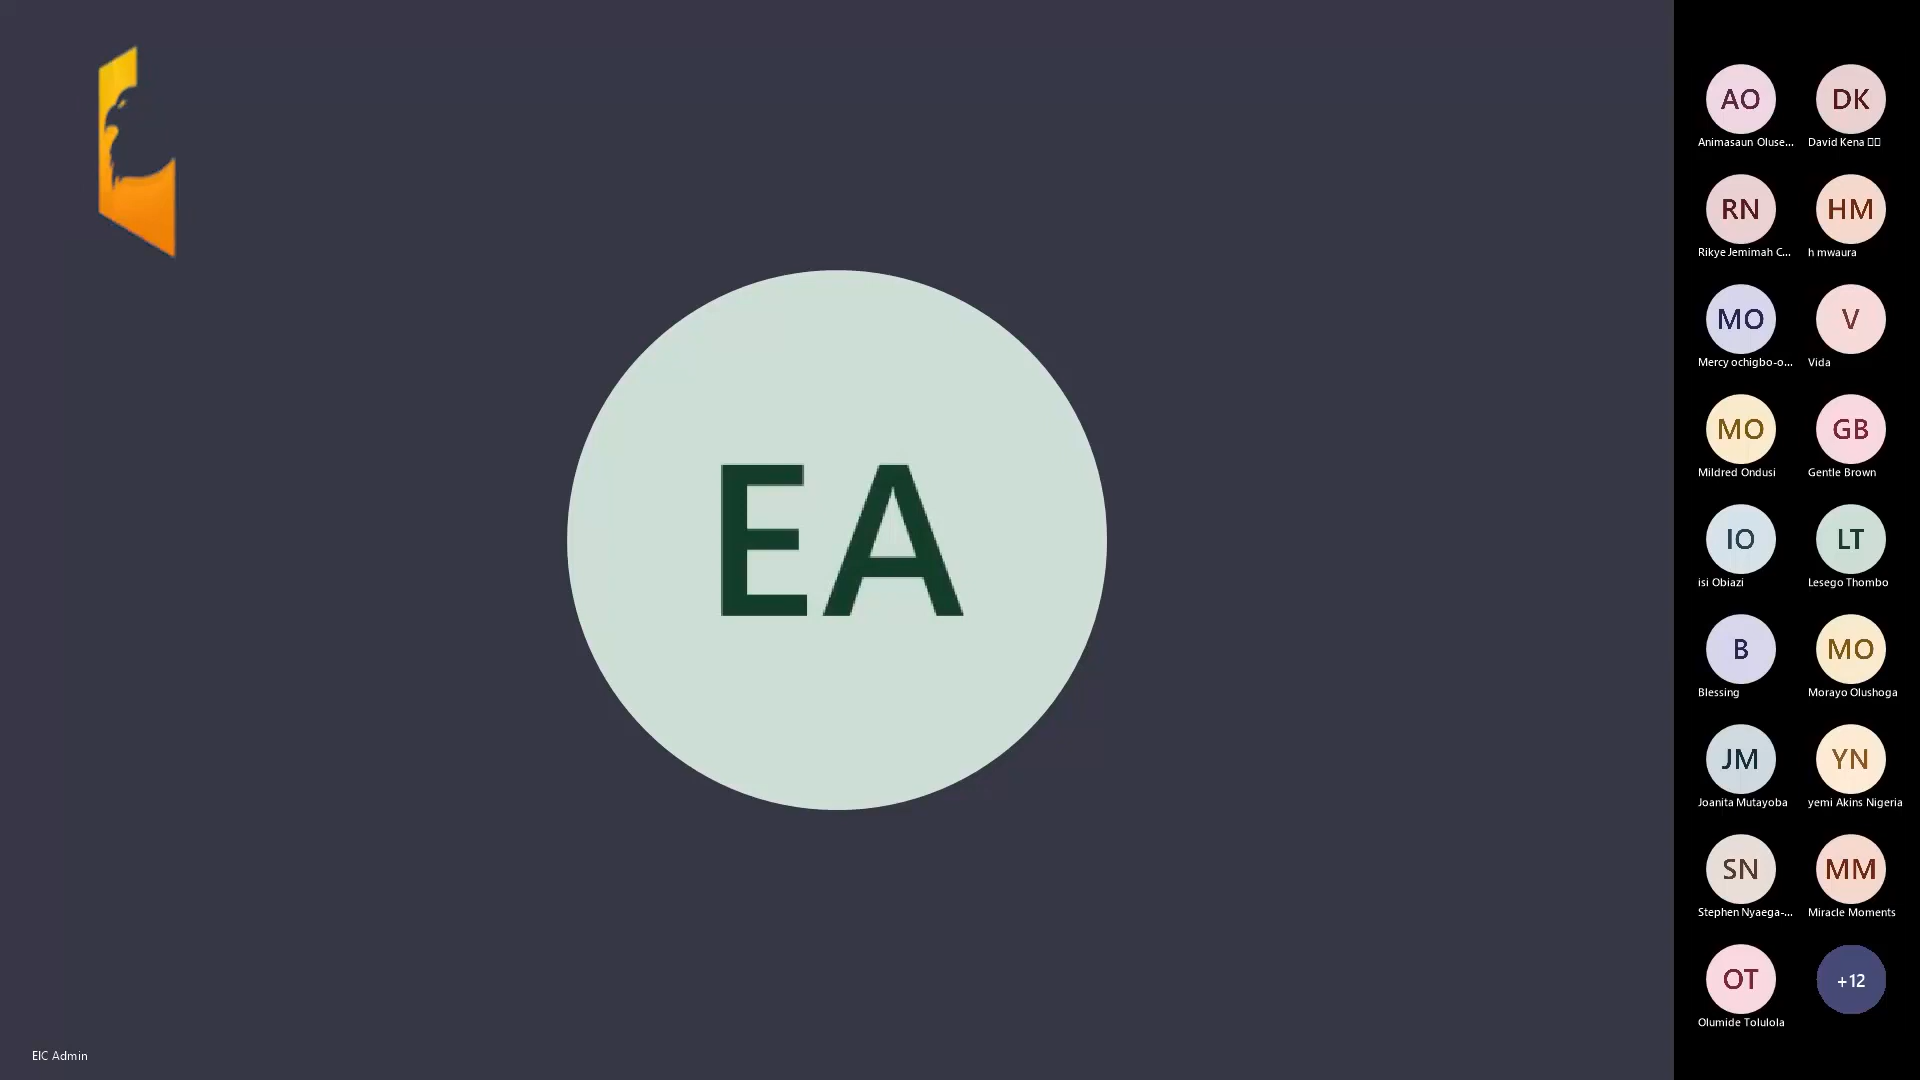 EA
EIC Admin
AO
DK
Animasaun Oluse...
David Kena
RN
HM
Rikye Jemimah C...
h mwaura
MO
V
Mercy ochigbo-o...
Vida
MO
GB
Mildred Ondusi
Gentle Brown
IO
LT
isi Obiazi
Lesego Thombo
B
MO
Blessing
Morayo Olushoga
JM
YN
Joanita Mutayoba
yemi Akins Nigeria
SN
MM
Stephen Nyaega-...
Miracle Moments
OT
+12
Olumide Tolulola